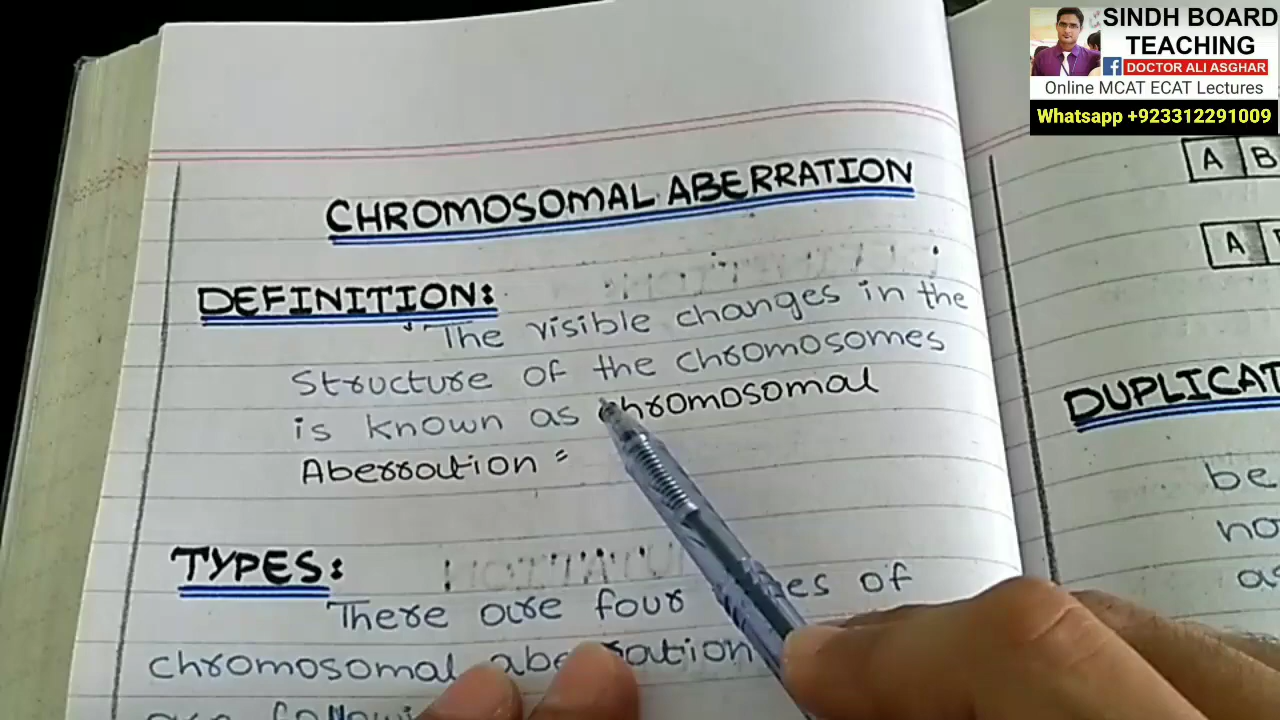 SINDH BOARD
TEACHING
DOCTOR ALI ASGHAR
Online MCAT ECAT Lectures
Whatsapp +923312291009
CHROMOSOMAL ABERRATION
DEFINITION:
"The visible changes in the
structure of the chromosomes
is known as chromosomal
Aberration"
TYPES:
There are four of
chromosomal
are
A B
A
DUPLICAT
be
no
as